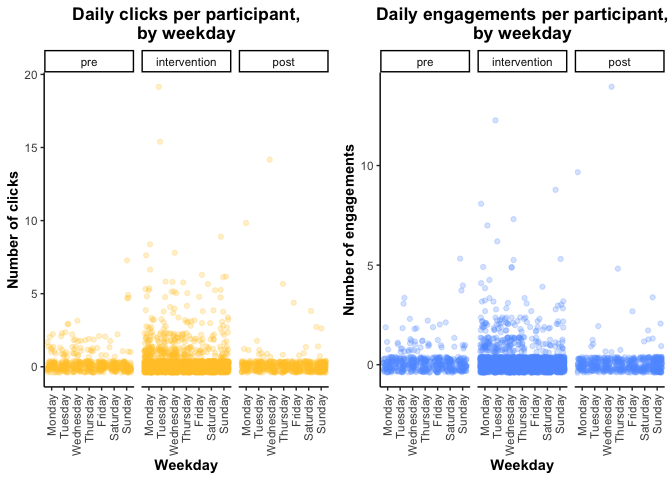 Daily clicks per participant,
by weekday
pre intervention post
20
15
10
5
0
Number of clicks
Monday Tuesday Wednesday Thursday Friday Saturday Sunday Monday Tuesday Wednesday Thursday Friday Saturday Sunday Monday Tuesday Wednesday Thursday Friday Saturday Sunday
Weekday
Daily engagements per participant,
by weekday
pre intervention post
10
5
0
Number of engagements
Monday Tuesday Wednesday Thursday Friday Saturday Sunday Monday Tuesday Wednesday Thursday Friday Saturday Sunday Monday Tuesday Wednesday Thursday Friday Saturday Sunday
Weekday